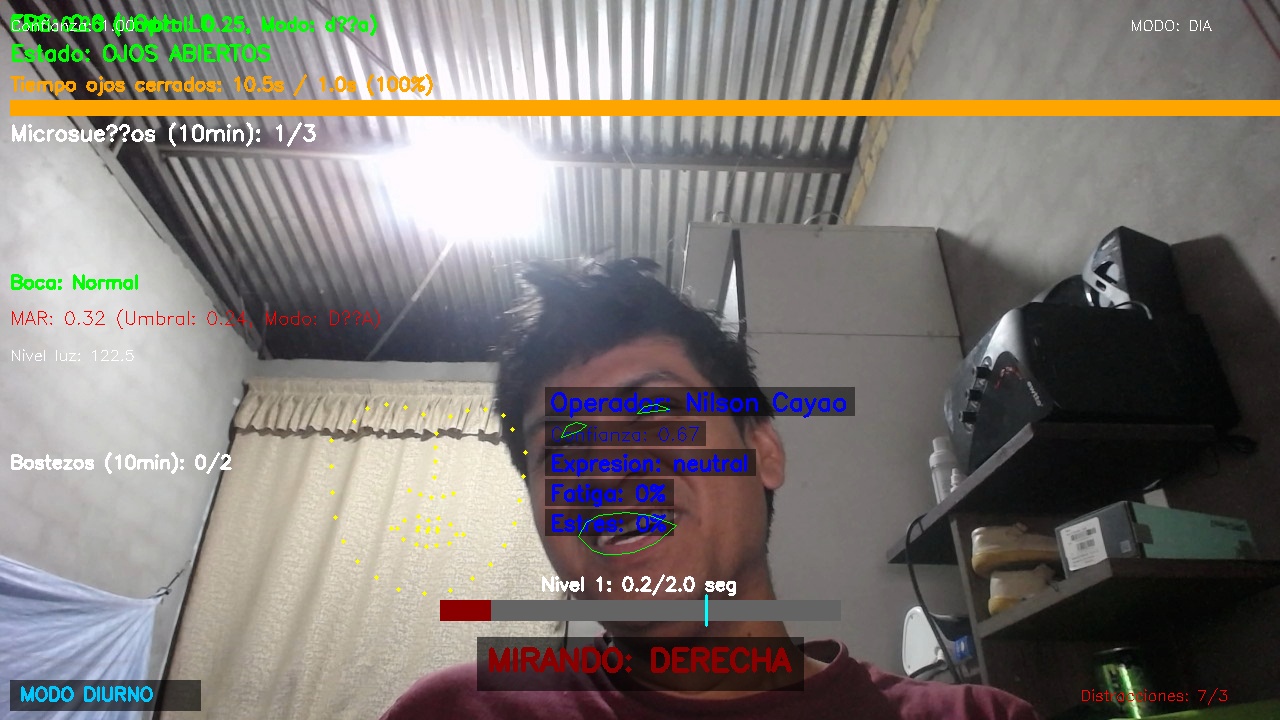 MODO: DIA
Estado: OJOS ABIERTOS
Tiempo ojos cerrados: 10.5s / 1.0s (100%)
Microsue??os (10min): 1/3
Boca: Normal
MAR: 0.32 (Umbral: 0.24, Modo: D??A)
Nivel luz: 122.5
Operador: Nilson Cayao
Confianza: 0.67
Bostezos (10min): 0/2
Expresion: neutral
Fatiga: 0%
Estres: 0%
Nivel 1: 0.2/2.0 seg
MIRANDO: DERECHA
MODO DIURNO
Distracciones: 7/3